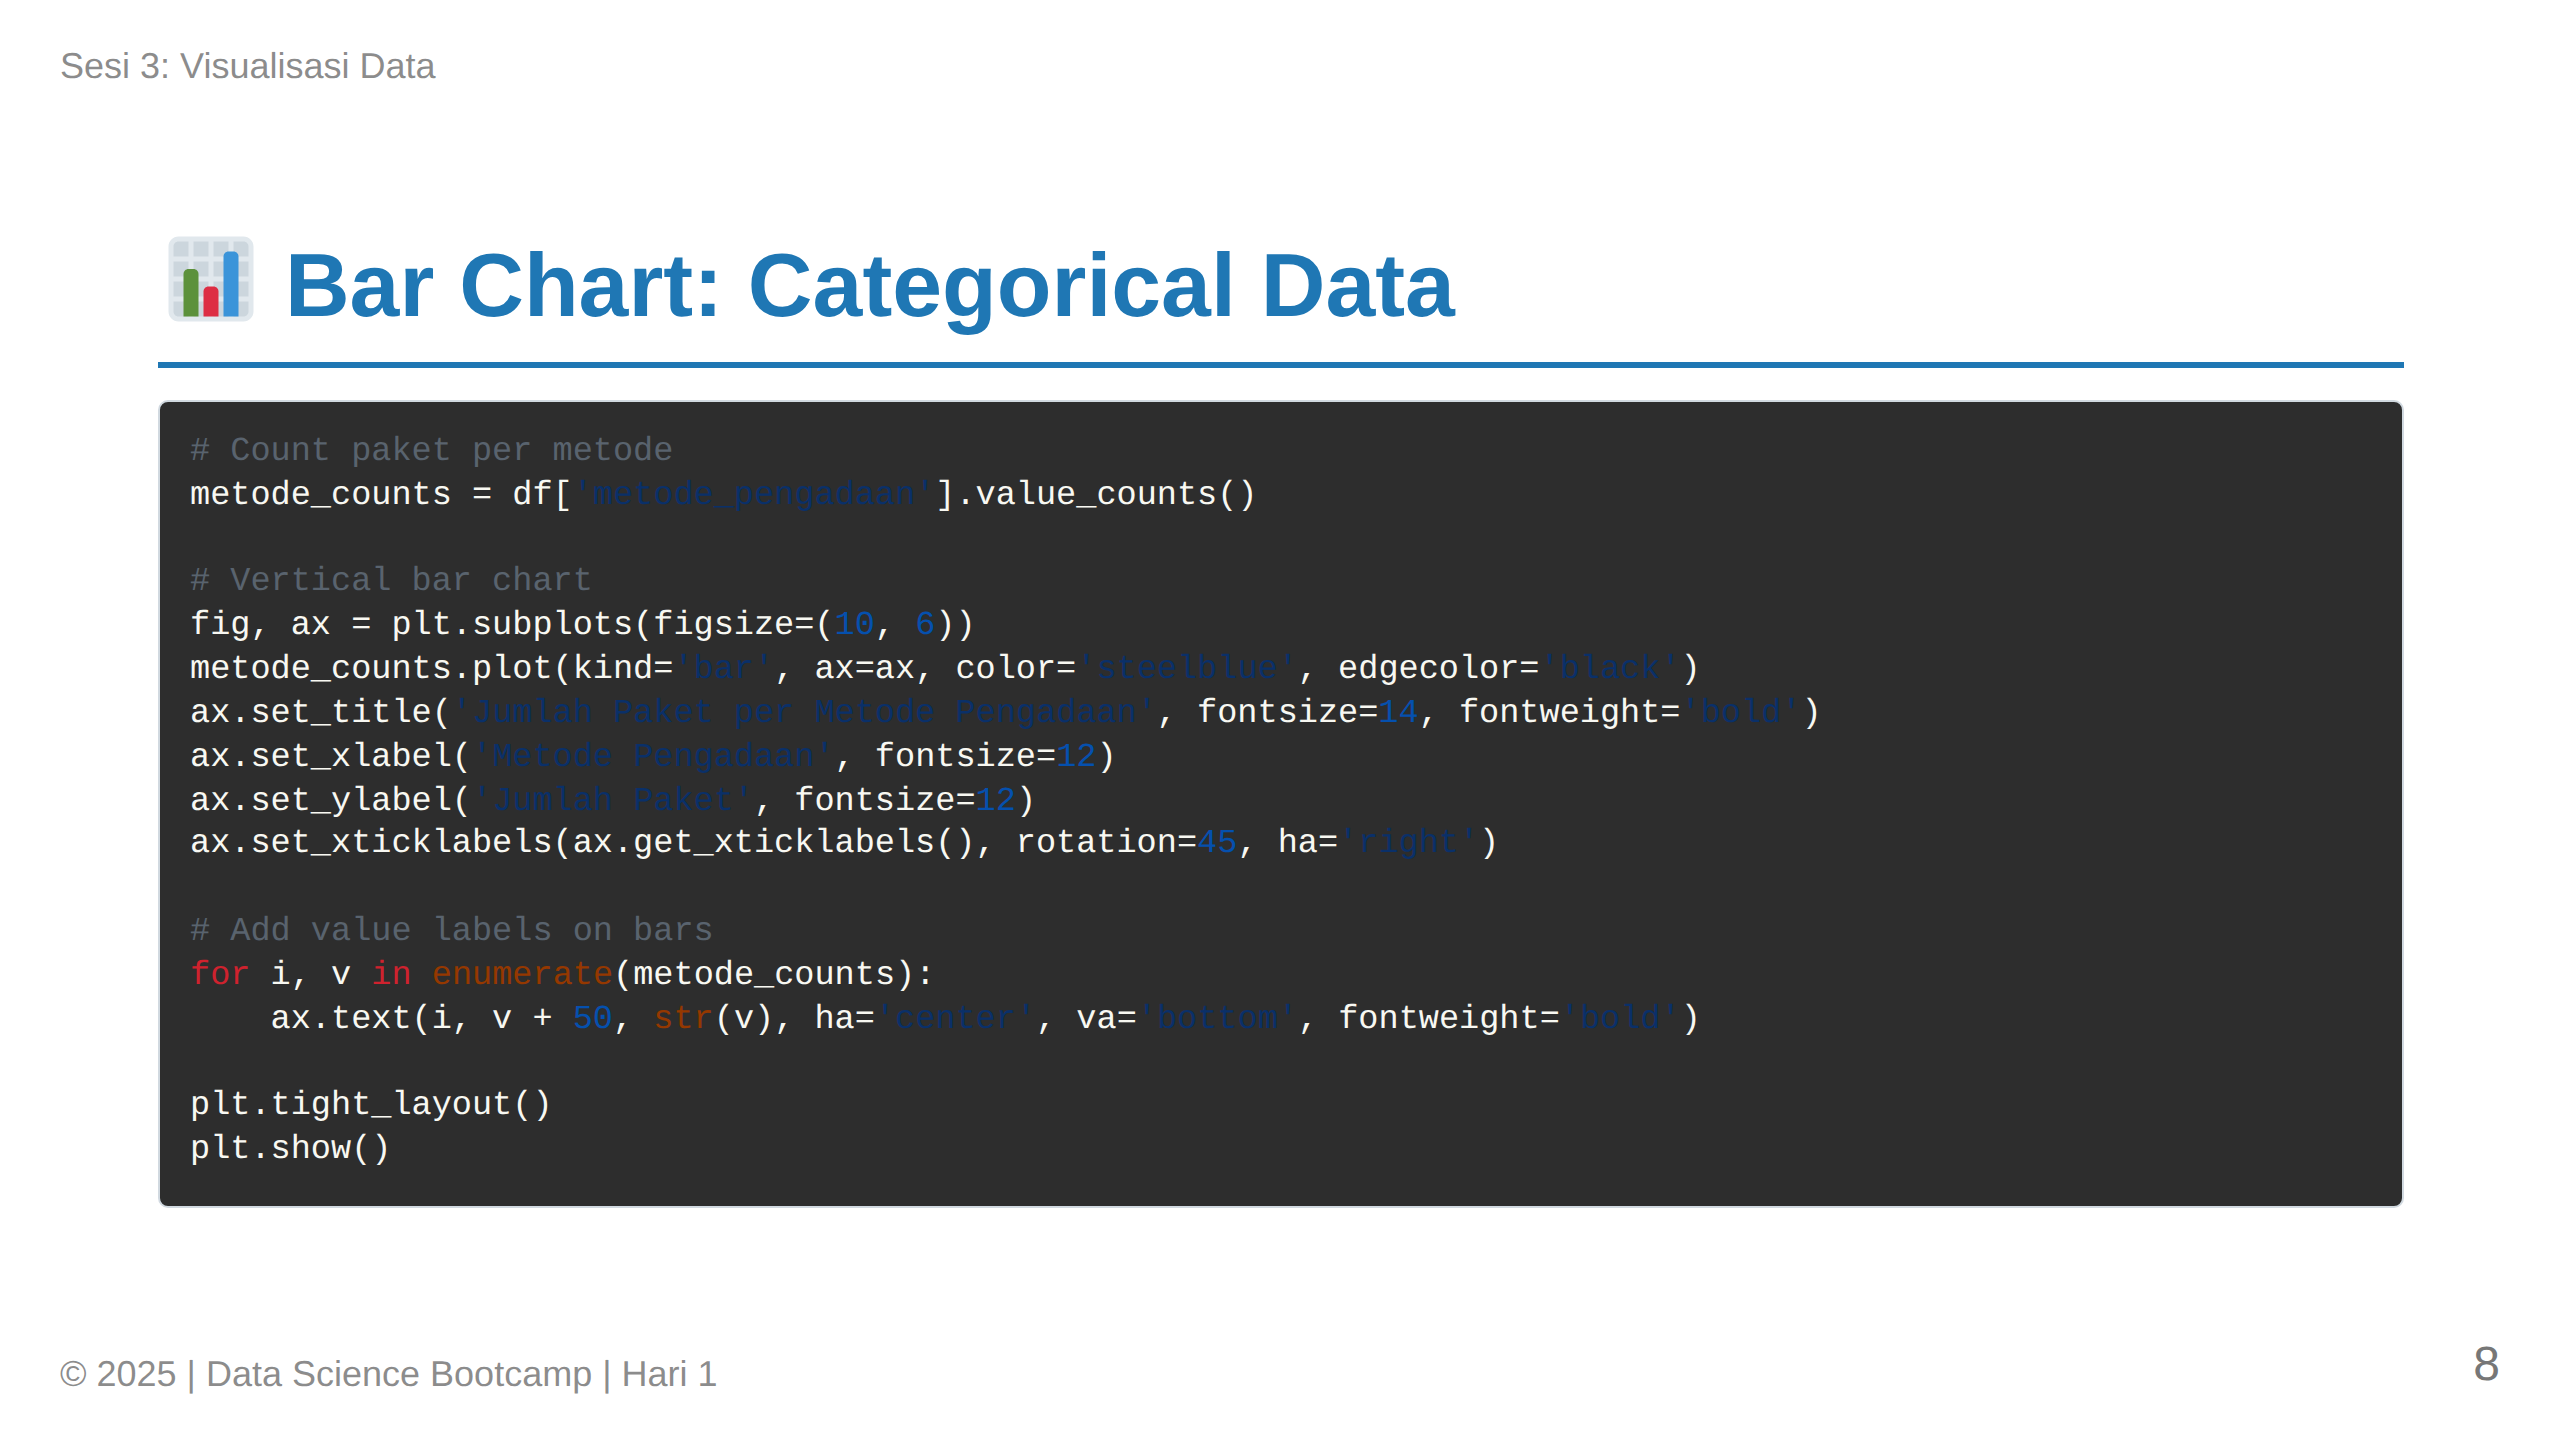 Sesi 3: Visualisasi Data
Bar Chart: Categorical Data
# Count paket per metode
metode_counts = df['metode_pengadaan'].value_counts()
# Vertical bar chart
fig, ax = plt.subplots(figsize=(10, 6))
metode_counts.plot(kind='bar', ax=ax, color='steelblue', edgecolor='black')
ax.set_title('Jumlah Paket per Metode Pengadaan', fontsize=14, fontweight='bold')
ax.set_xlabel('Metode Pengadaan', fontsize=12)
ax.set_ylabel('Jumlah Paket', fontsize=12)
ax.set_xticklabels(ax.get_xticklabels(), rotation=45, ha='right')
# Add value labels on bars
for i, v in enumerate(metode_counts):
    ax.text(i, v + 50, str(v), ha='center', va='bottom', fontweight='bold')
plt.tight_layout()
plt.show()
© 2025 | Data Science Bootcamp | Hari 1
8